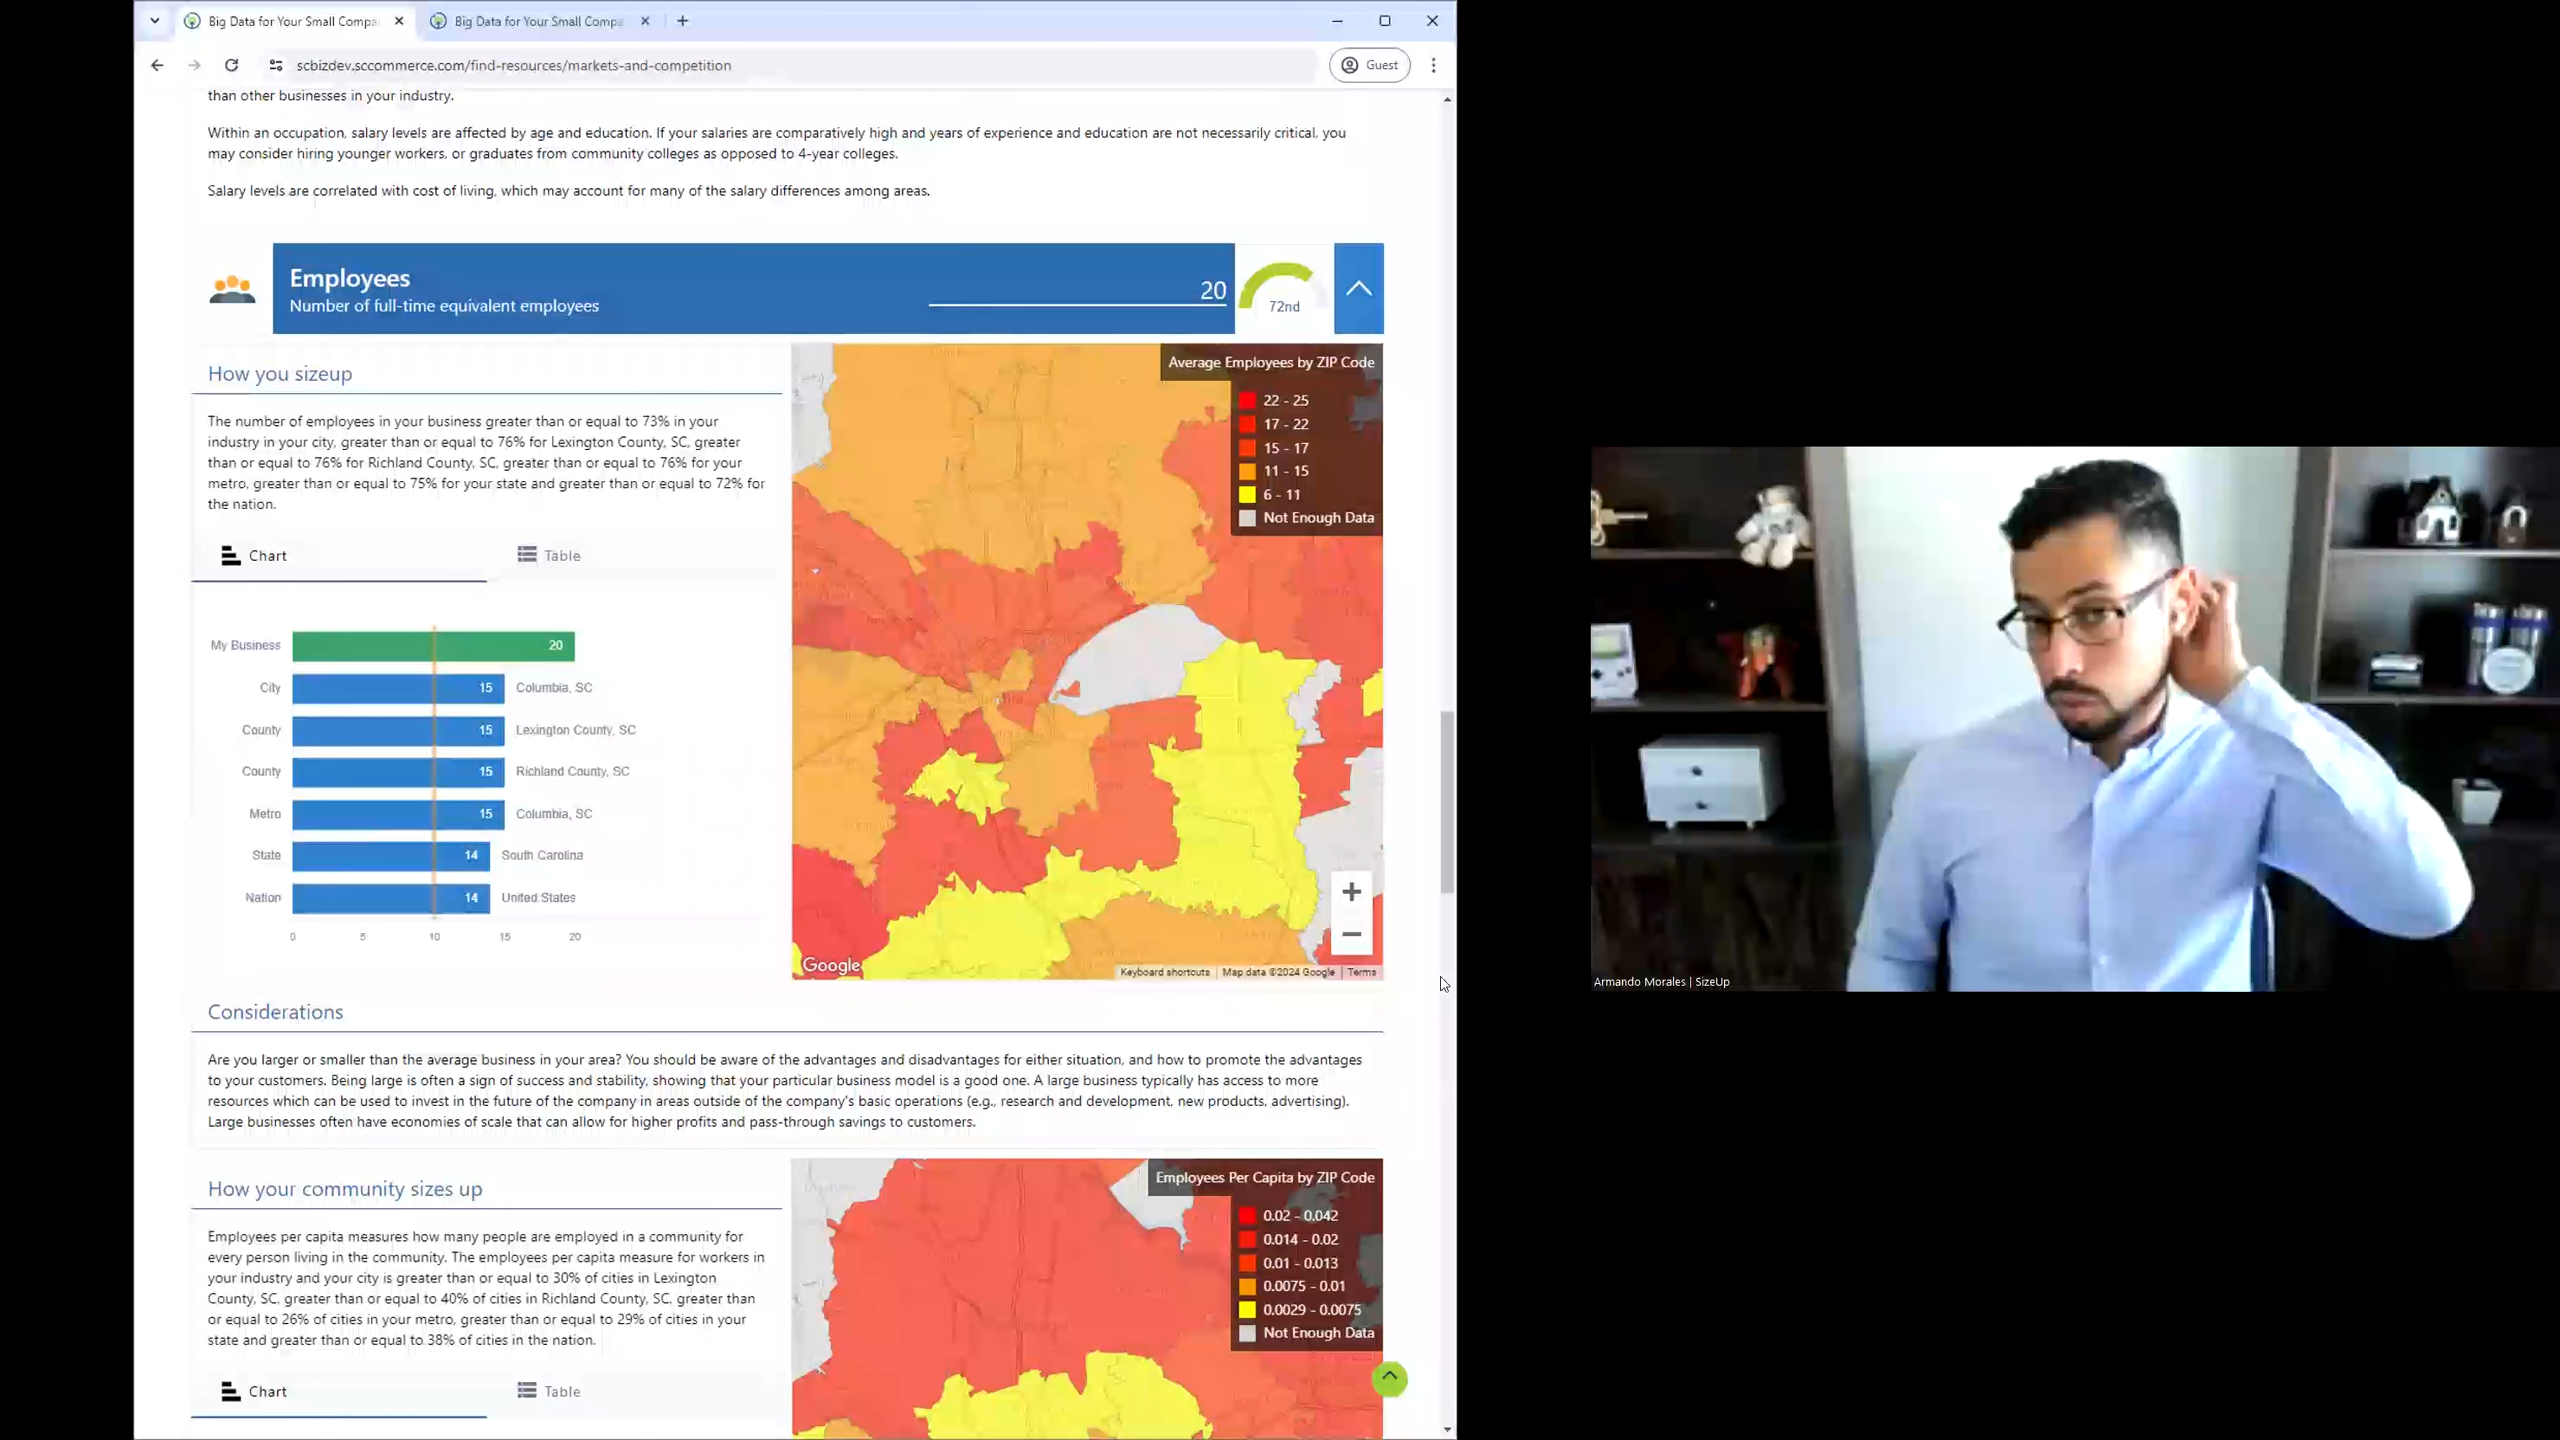 Big Data for Your Small Compa
Big Data for Your Small Compa
scbizdev.sccommerce.com/find-resources/markets-and-competition
Guest
than other businesses in your industry.
Within an occupation, salary levels are affected by age and education. If your salaries are comparatively high and years of experience and education are not necessarily critical, you
may consider hiring younger workers, or graduates from community colleges as opposed to 4-year colleges.
Salary levels are correlated with cost of living, which may account for many of the salary differences among areas.
Employees
Number of full-time equivalent employees
20
72nd
How you sizeup
The number of employees in your business greater than or equal to 73% in your
industry in your city, greater than or equal to 76% for Lexington County, SC, greater
than or equal to 76% for Richland County, SC, greater than or equal to 76% for your
metro, greater than or equal to 75% for your state and greater than or equal to 72% for
the nation.
Chart
Table
My Business 20
City 15 Columbia, SC
County 15 Lexington County, SC
County 15 Richland County, SC
Metro 15 Columbia, SC
State 14 South Carolina
Nation 14 United States
0 5 10 15 20
Average Employees by ZIP Code
22 - 25
17 - 22
15 - 17
11 - 15
6 - 11
Not Enough Data
Google
Keyboard shortcuts
Map data ©2024 Google
Terms
Considerations
Are you larger or smaller than the average business in your area? You should be aware of the advantages and disadvantages for either situation, and how to promote the advantages
to your customers. Being large is often a sign of success and stability, showing that your particular business model is a good one. A large business typically has access to more
resources which can be used to invest in the future of the company in areas outside of the company's basic operations (e.g., research and development, new products, advertising).
Large businesses often have economies of scale that can allow for higher profits and pass-through savings to customers.
How your community sizes up
Employees per capita measures how many people are employed in a community for
every person living in the community. The employees per capita measure for workers in
your industry and your city is greater than or equal to 30% of cities in Lexington
County, SC, greater than or equal to 40% of cities in Richland County, SC, greater than
or equal to 26% of cities in your metro, greater than or equal to 29% of cities in your
state and greater than or equal to 38% of cities in the nation.
Chart
Table
Employees Per Capita by ZIP Code
0.02 - 0.042
0.014 - 0.02
0.01 - 0.013
0.0075 - 0.01
0.0029 - 0.0075
Not Enough Data
Armando Morales | SizeUp